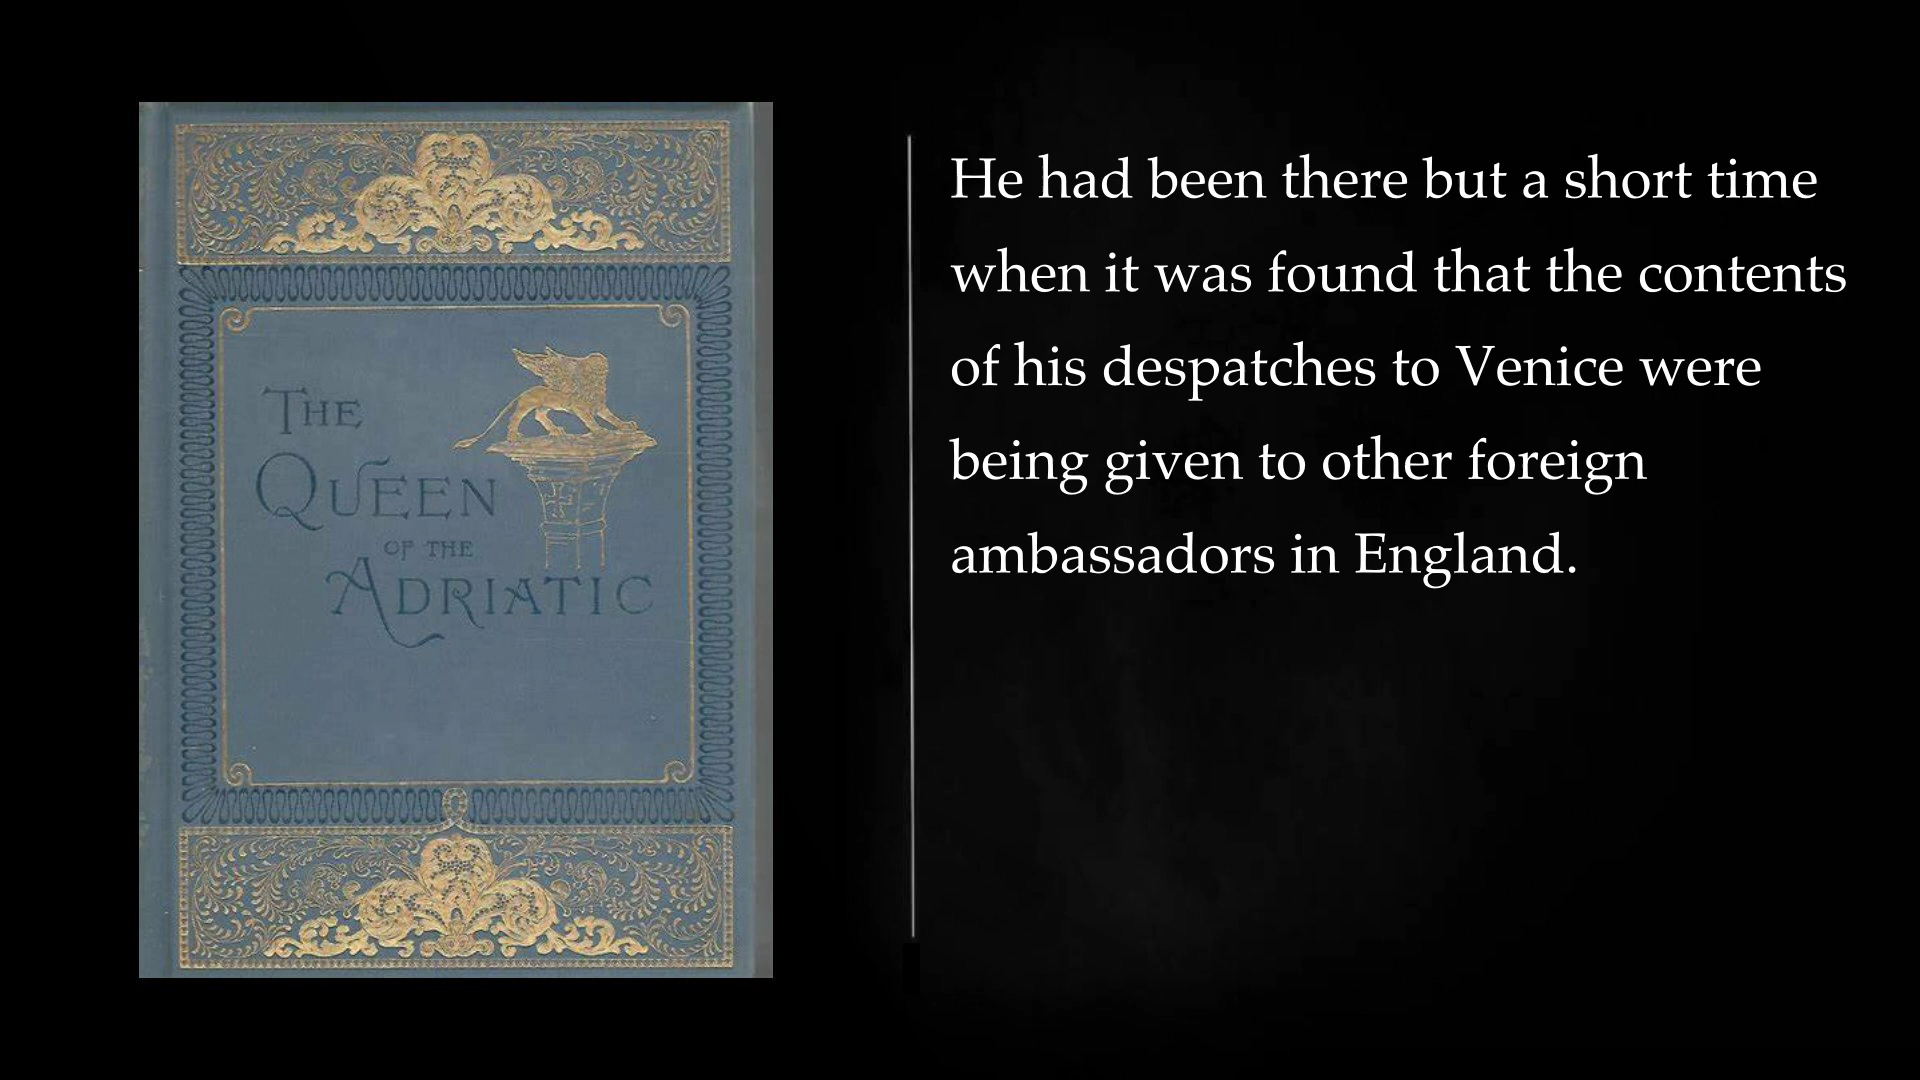 THE
QUEEN
OF THE
ADRIATIC
He had been there but a short time
when it was found that the contents
of his despatches to Venice were
being given to other foreign
ambassadors in England.